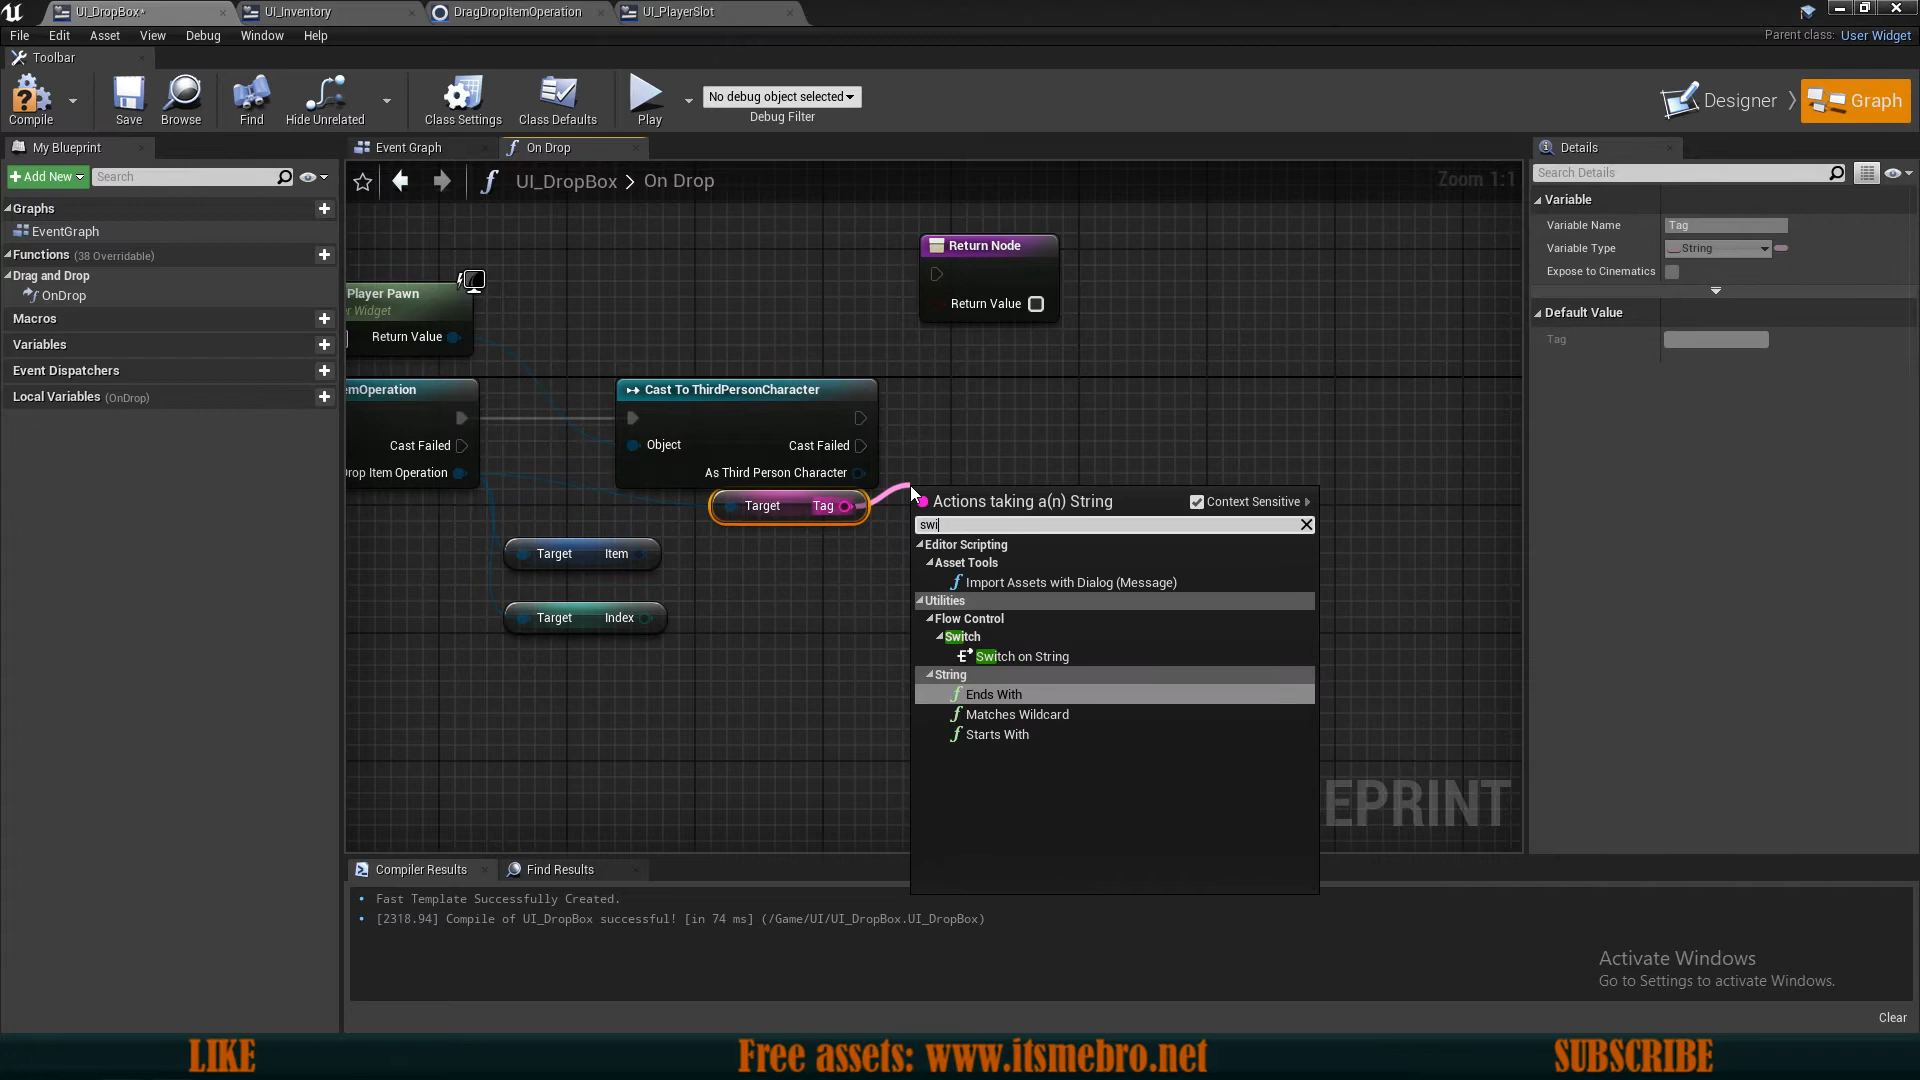 UI_DropBox*
UI_Inventory
DragDropItemOperation
UI_PlayerSlot
File Edit Asset View Debug Window Help
Parent class: User Widget
Toolbar
Compile
Save
Browse
Find
Hide Unrelated
Class Settings
Class Defaults
Play
No debug object selected
Debug Filter
Designer
Graph
My Blueprint
Event Graph
On Drop
Details
+Add New
Search
UI_DropBox > On Drop
Zoom 1:1
Search Details
Graphs
EventGraph
Functions (38 Overridable)
Drag and Drop
OnDrop
Macros
Variables
Event Dispatchers
Local Variables (OnDrop)
Variable
Variable Name Tag
Variable Type String
Expose to Cinematics
Default Value
Tag
Return Node
Return Value
Player Pawn
er Widget
Return Value
emOperation
Cast Failed
Drop Item Operation
Cast To ThirdPersonCharacter
Object
Cast Failed
As Third Person Character
Target Tag
Target Item
Target Index
Actions taking a(n) String
Context Sensitive
swi
Editor Scripting
Asset Tools
Import Assets with Dialog (Message)
Utilities
Flow Control
Switch
Switch on String
String
Ends With
Matches Wildcard
Starts With
EPRINT
Compiler Results
Find Results
Fast Template Successfully Created.
[2318.94] Compile of UI_DropBox successful! [in 74 ms] (/Game/UI/UI_DropBox.UI_DropBox)
Activate Windows
Go to Settings to activate Windows.
Clear
LIKE
Free assets: www.itsmebro.net
SUBSCRIBE